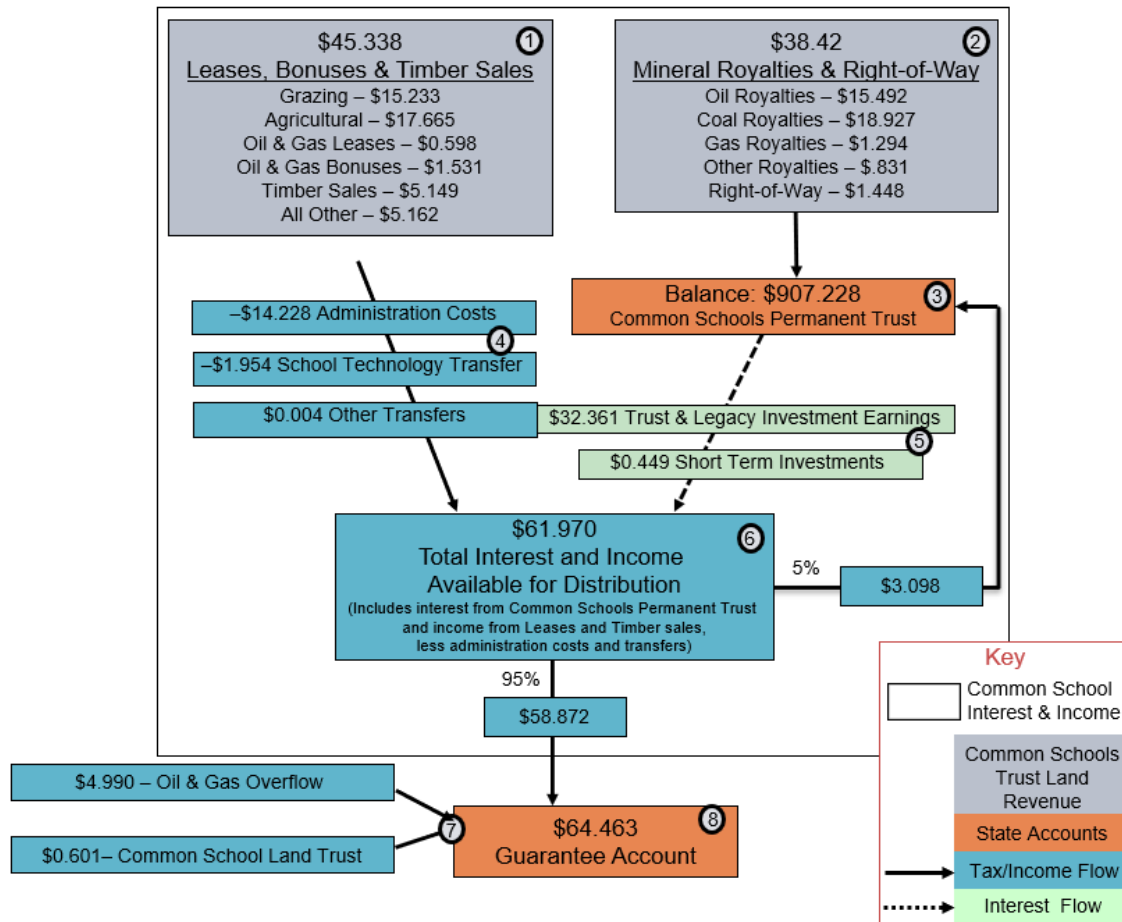 $45.338
1
Leases, Bonuses & Timber Sales
Grazing – $15.233
Agricultural – $17.665
Oil & Gas Leases – $0.598
Oil & Gas Bonuses – $1.531
Timber Sales – $5.149
All Other – $5.162
$38.42
2
Mineral Royalties & Right-of-Way
Oil Royalties – $15.492
Coal Royalties – $18.927
Gas Royalties – $1.294
Other Royalties – $.831
Right-of-Way – $1.448
Balance: $907.228
3
Common Schools Permanent Trust
–$14.228 Administration Costs
4
–$1.954 School Technology Transfer
$0.004 Other Transfers
$32.361 Trust & Legacy Investment Earnings
5
$0.449 Short Term Investments
$61.970
6
Total Interest and Income
Available for Distribution
(Includes interest from Common Schools Permanent Trust
and income from Leases and Timber sales,
less administration costs and transfers)
5%
$3.098
95%
$58.872
$4.990 – Oil & Gas Overflow
$0.601– Common School Land Trust
7
$64.463
8
Guarantee Account
Key
Common School
Interest & Income
Common Schools
Trust Land
Revenue
State Accounts
Tax/Income Flow
Interest Flow